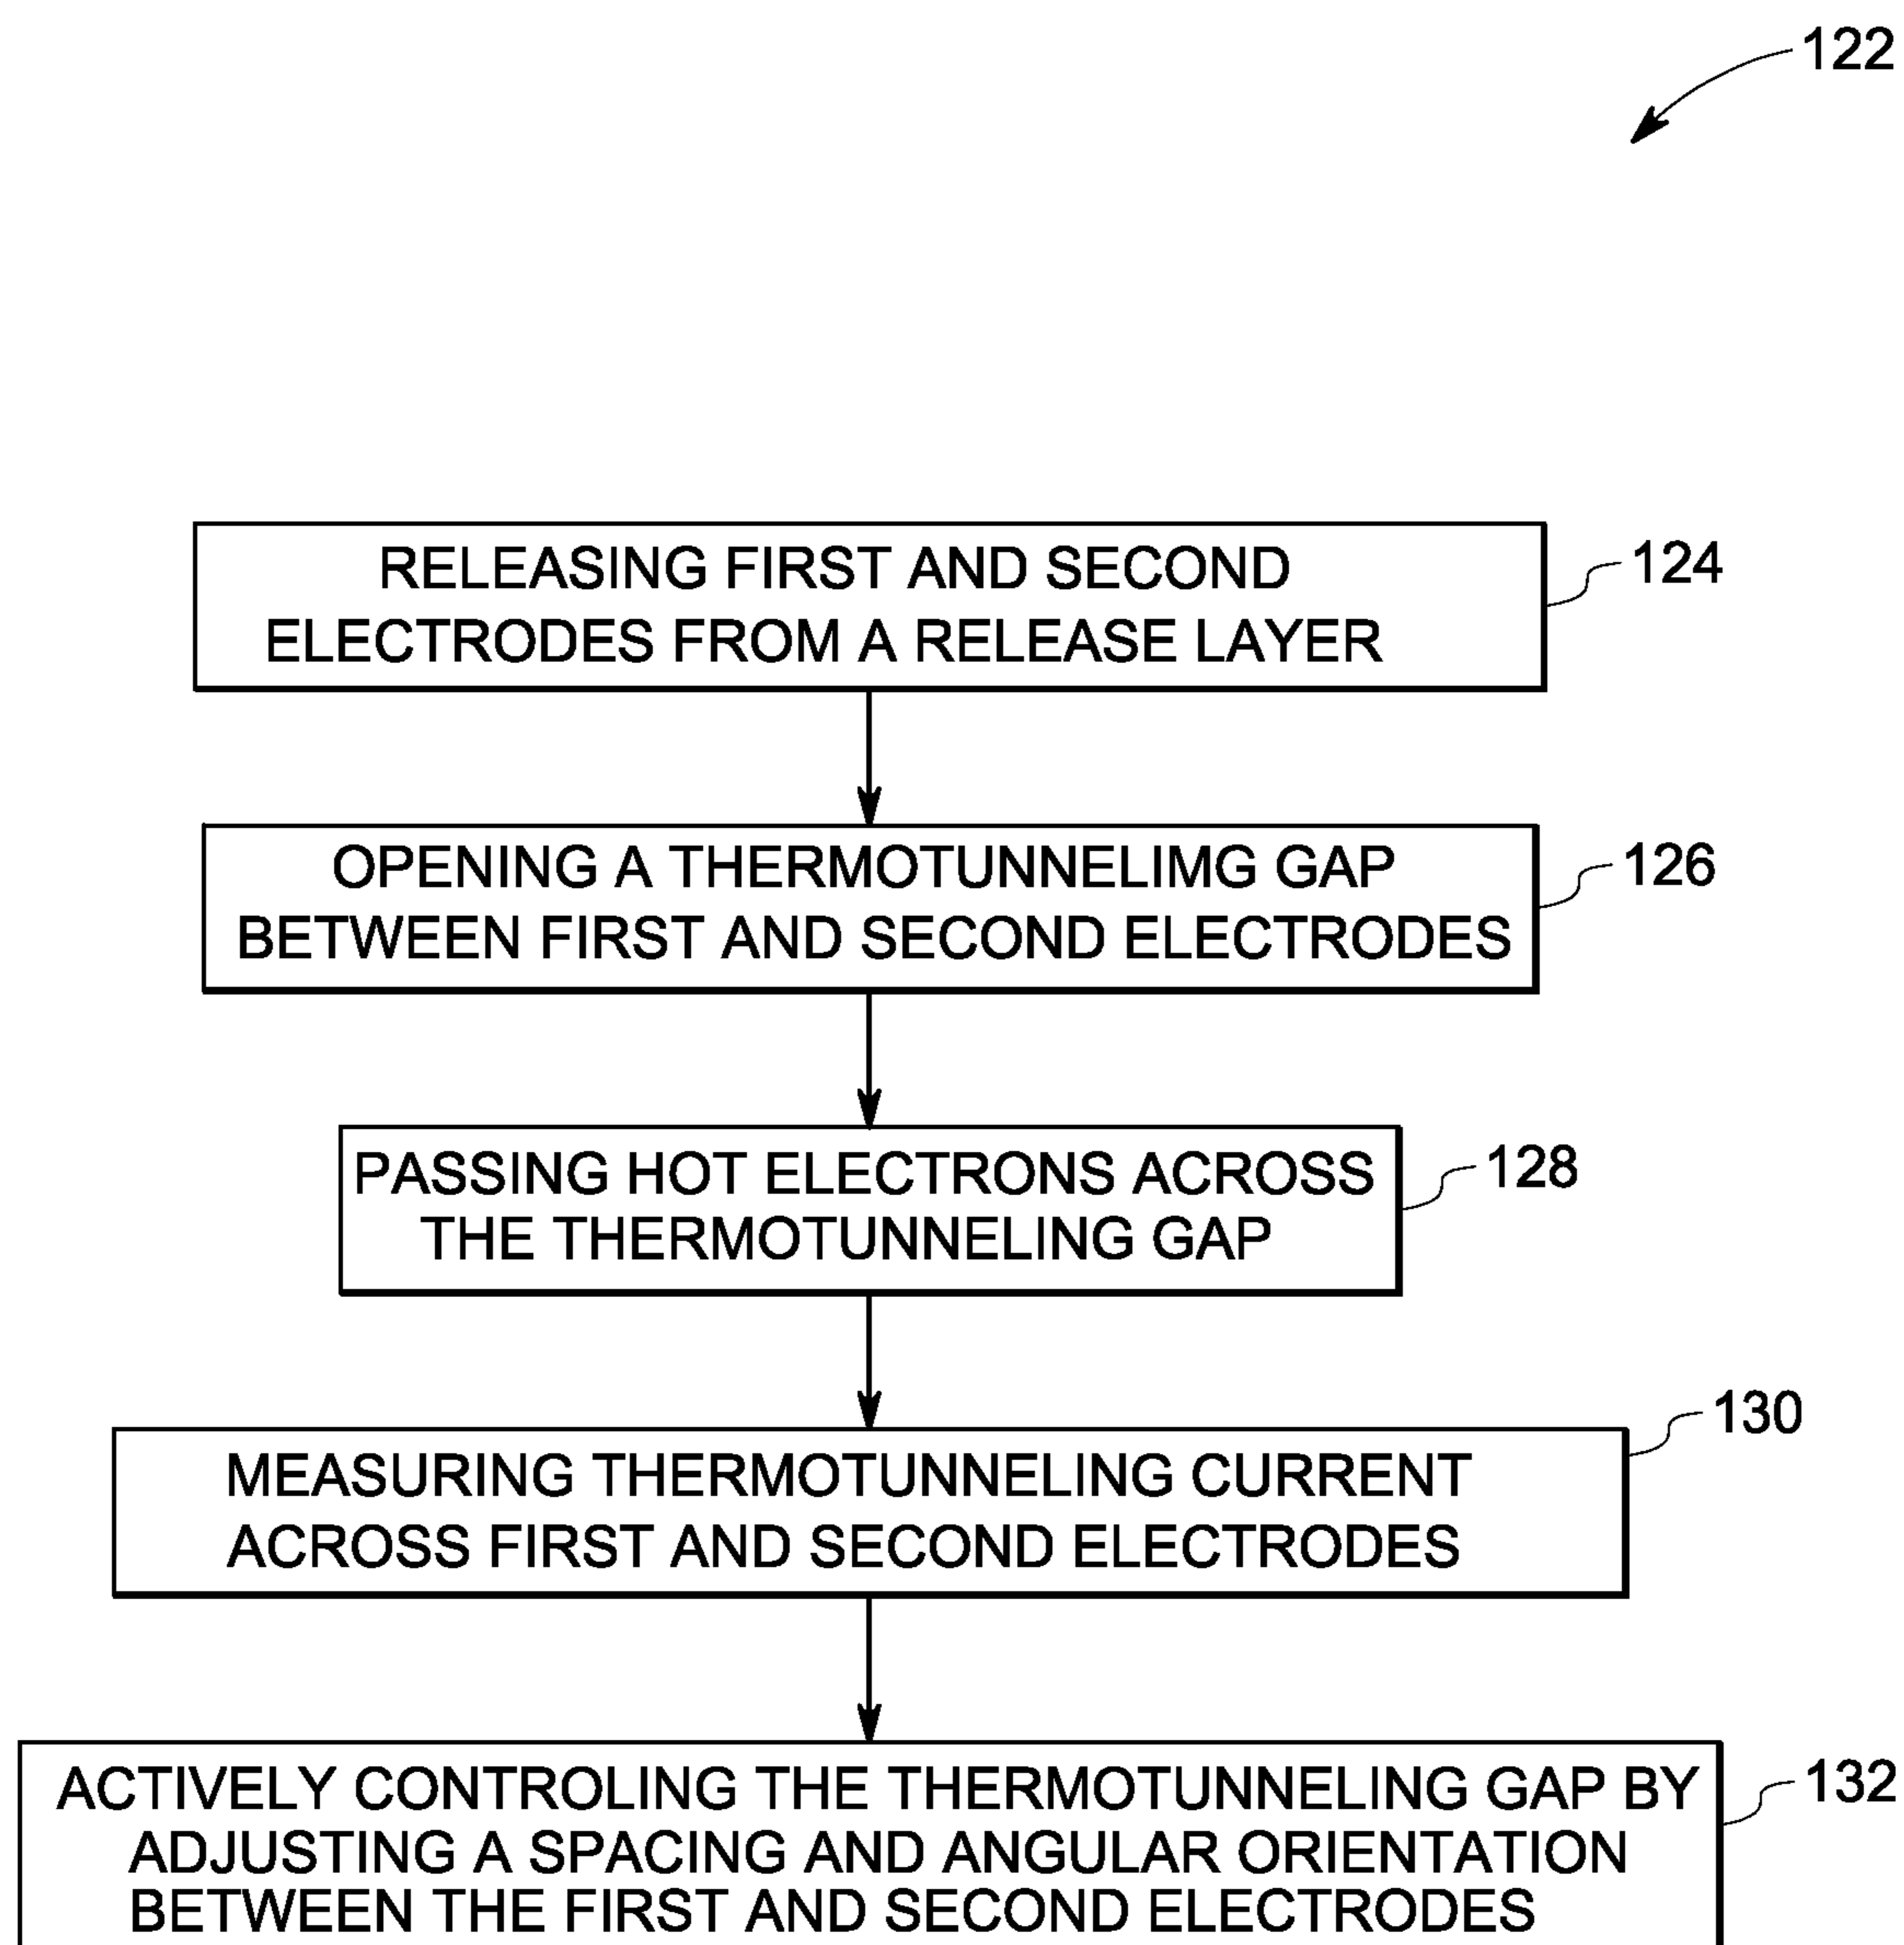 122
RELEASING FIRST AND SECOND
ELECTRODES FROM A RELEASE LAYER
124
OPENING A THERMOTUNNELIMG GAP
BETWEEN FIRST AND SECOND ELECTRODES
126
PASSING HOT ELECTRONS ACROSS
THE THERMOTUNNELING GAP
128
MEASURING THERMOTUNNELING CURRENT
ACROSS FIRST AND SECOND ELECTRODES
130
ACTIVELY CONTROLING THE THERMOTUNNELING GAP BY
ADJUSTING A SPACING AND ANGULAR ORIENTATION
BETWEEN THE FIRST AND SECOND ELECTRODES
132